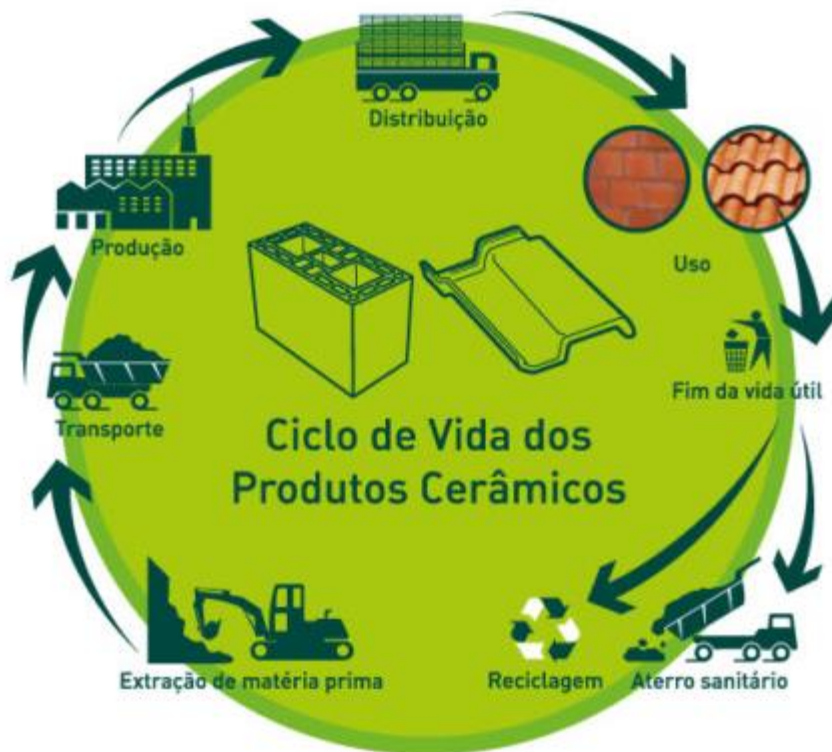 Distribuição
Produção
Uso
Transporte
Fim da vida útil
Ciclo de Vida dos
Produtos Cerâmicos
Extração de matéria prima
Reciclagem
Aterro sanitário